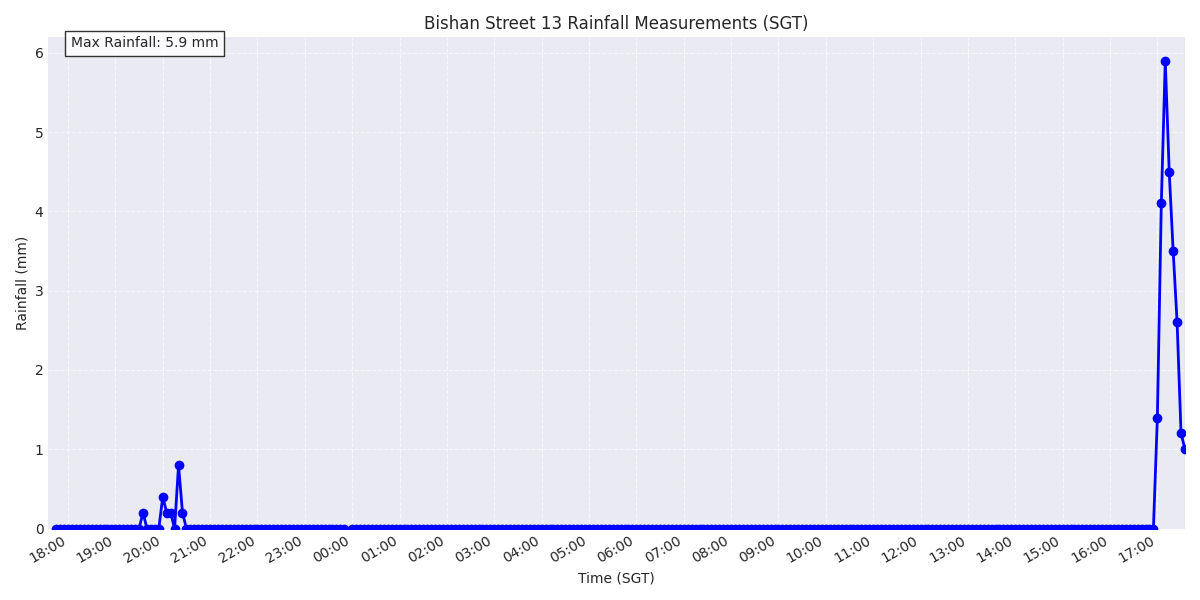 Bishan Street 13 Rainfall Measurements (SGT)
Max Rainfall: 5.9 mm
6
5
4
3
2
1
0
Rainfall (mm)
18:00 19:00 20:00 21:00 22:00 23:00 00:00 01:00 02:00 03:00 04:00 05:00 06:00 07:00 08:00 09:00 10:00 11:00 12:00 13:00 14:00 15:00 16:00 17:00
Time (SGT)